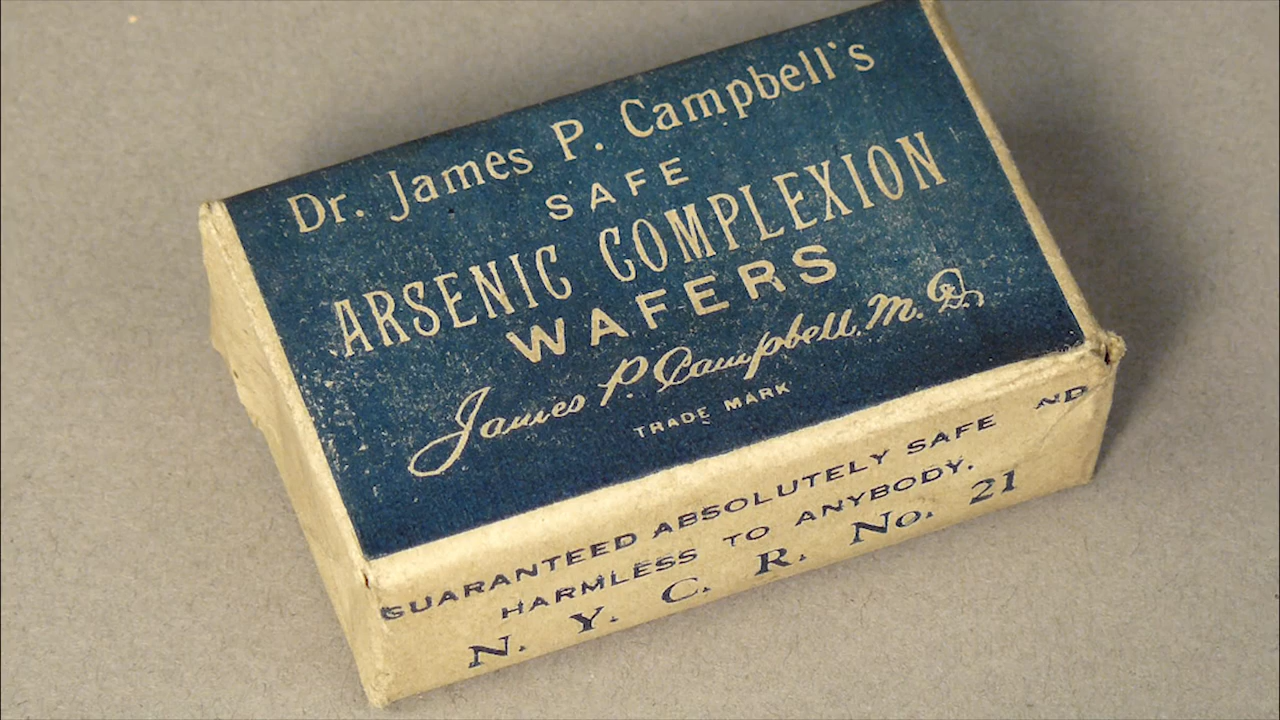 Dr. James P. Campbell's
SAFE
ARSENIC COMPLEXION
WAFERS
James P. Campbell, M. D.
TRADE MARK
GUARANTEED ABSOLUTELY SAFE ND
HARMLESS TO ANYBODY.
N. Y. C. R. No. 21